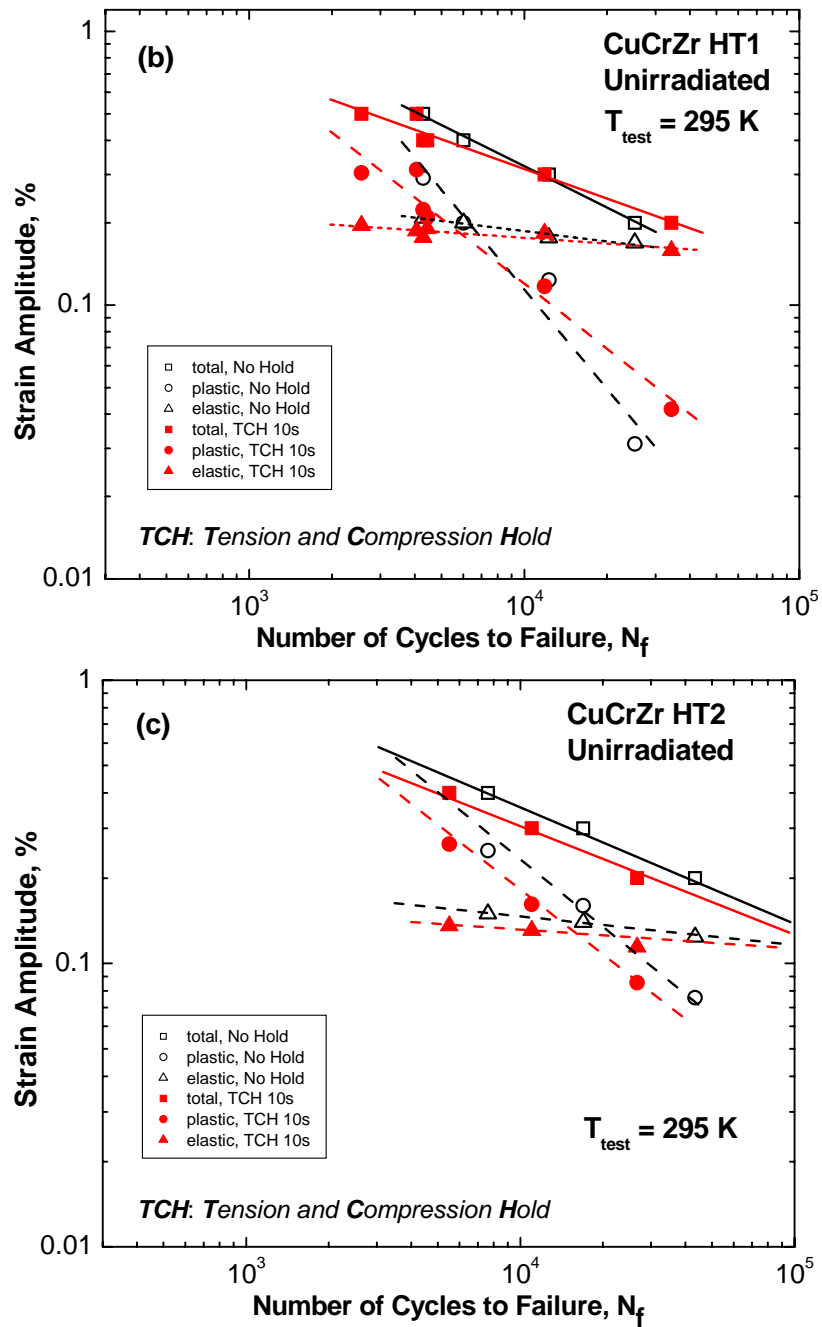 1
(b)
CuCrZr HT1
Unirradiated
T_test = 295 K
Strain Amplitude, %
0.1
total, No Hold
plastic, No Hold
elastic, No Hold
total, TCH 10s
plastic, TCH 10s
elastic, TCH 10s
TCH: Tension and Compression Hold
0.01
10^3 10^4 10^5
Number of Cycles to Failure, N_f
1
(c)
CuCrZr HT2
Unirradiated
Strain Amplitude, %
0.1
total, No Hold
plastic, No Hold
elastic, No Hold
total, TCH 10s
plastic, TCH 10s
elastic, TCH 10s
T_test = 295 K
TCH: Tension and Compression Hold
0.01
10^3 10^4 10^5
Number of Cycles to Failure, N_f